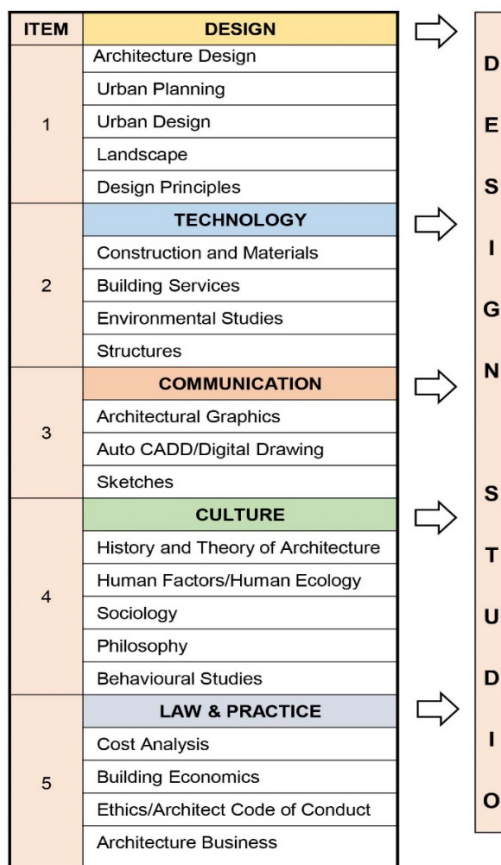 ITEM DESIGN
1
Architecture Design
Urban Planning
Urban Design
Landscape
Design Principles
2
TECHNOLOGY
Construction and Materials
Building Services
Environmental Studies
Structures
3
COMMUNICATION
Architectural Graphics
Auto CADD/Digital Drawing
Sketches
4
CULTURE
History and Theory of Architecture
Human Factors/Human Ecology
Sociology
Philosophy
Behavioural Studies
5
LAW & PRACTICE
Cost Analysis
Building Economics
Ethics/Architect Code of Conduct
Architecture Business
DESIGN STUDIO